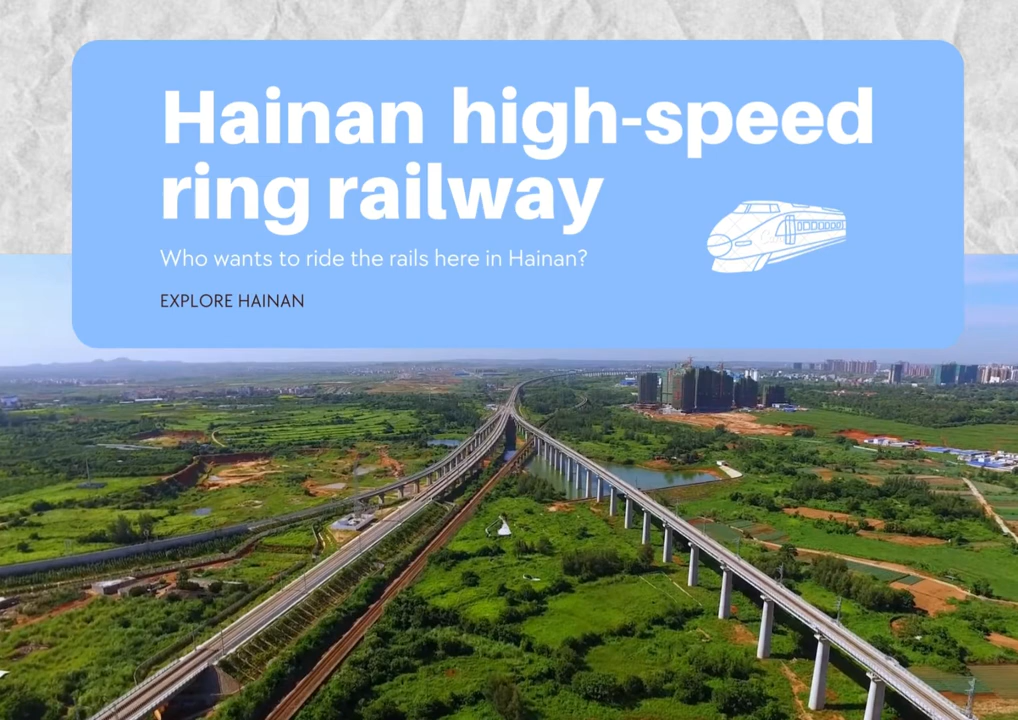 Hainan high-speed
ring railway
Who wants to ride the rails here in Hainan?
EXPLORE HAINAN